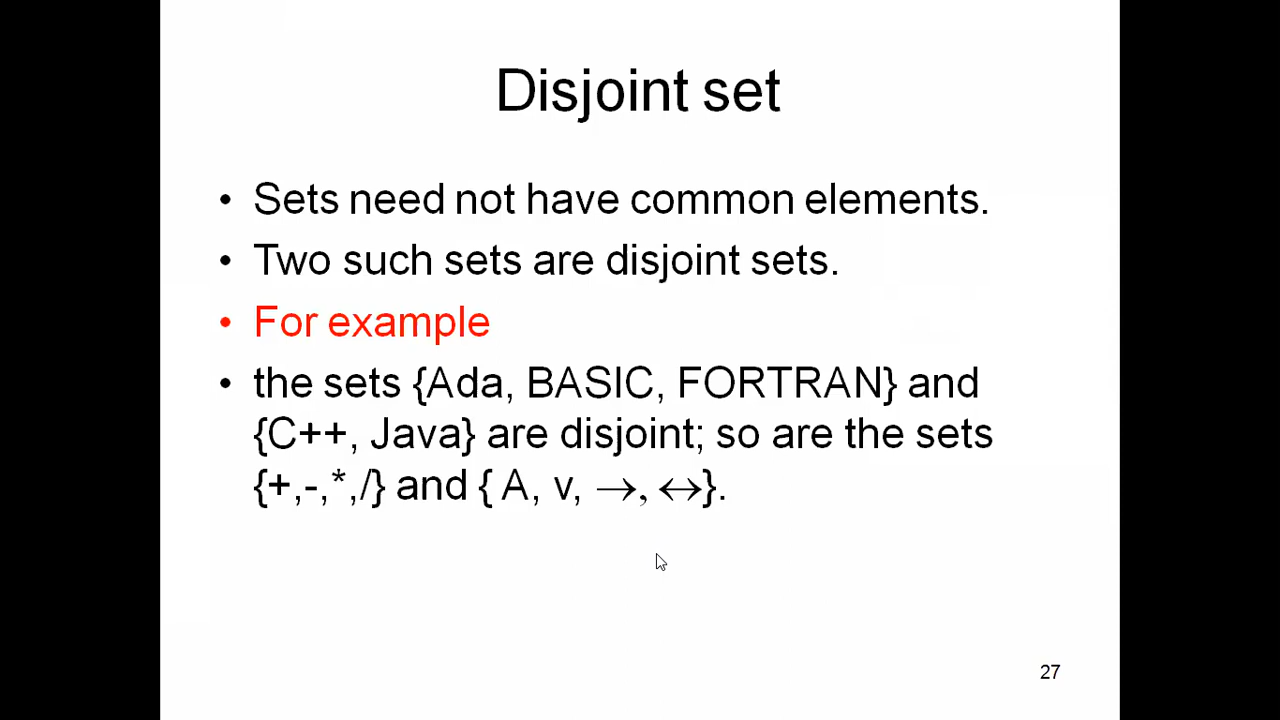 Disjoint set
• Sets need not have common elements.
• Two such sets are disjoint sets.
• For example
• the sets {Ada, BASIC, FORTRAN} and
{C++, Java} are disjoint; so are the sets
{+,-,*,/} and { A, v, →, ↔}.
27